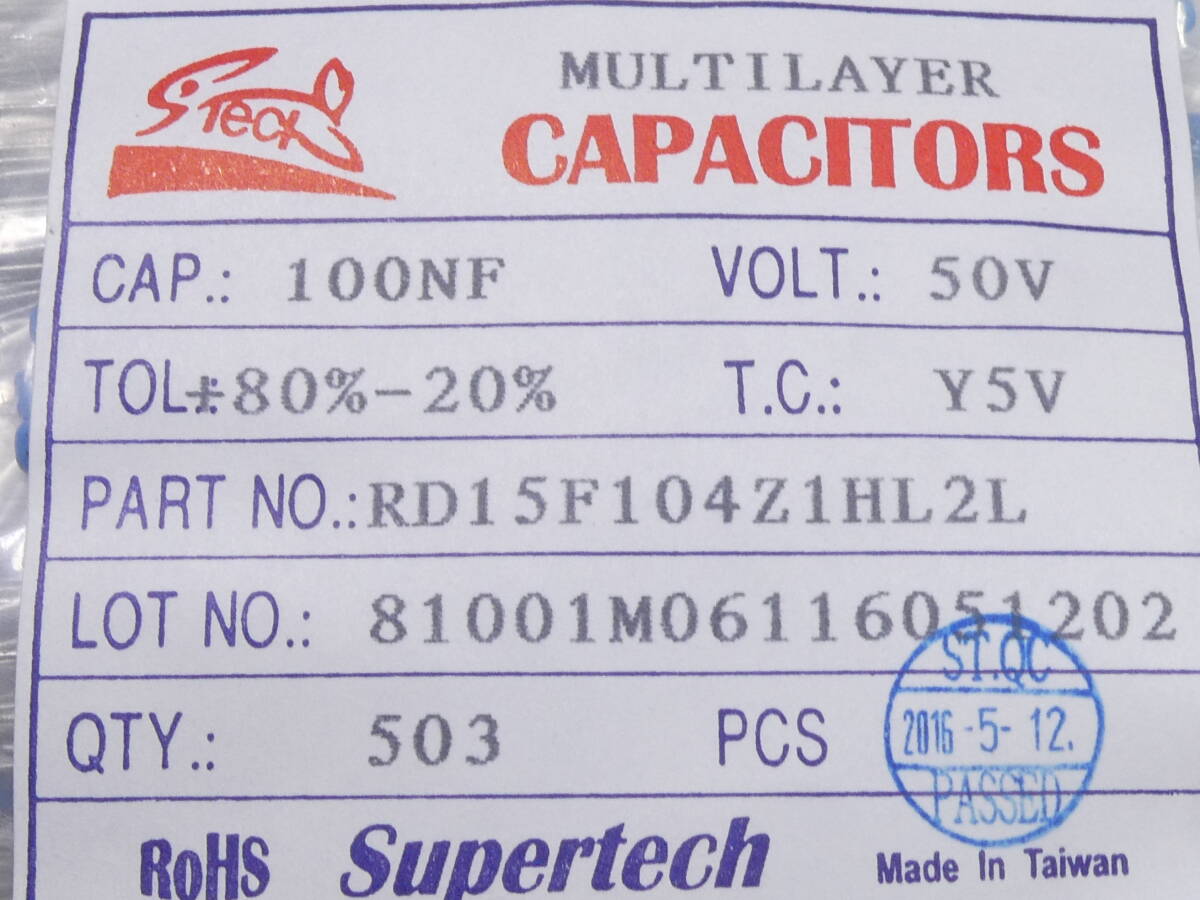 STech
MULTILAYER
CAPACITORS
CAP.: 100NF VOLT.: 50V
TOL.:+80%-20% T.C.: Y5V
PART NO.:RD15F104Z1HL2L
LOT NO.: 81001M06116051202
QTY.: 503 PCS
ST.QC
2016-5-12.
PASSED
RoHS Supertech Made In Taiwan